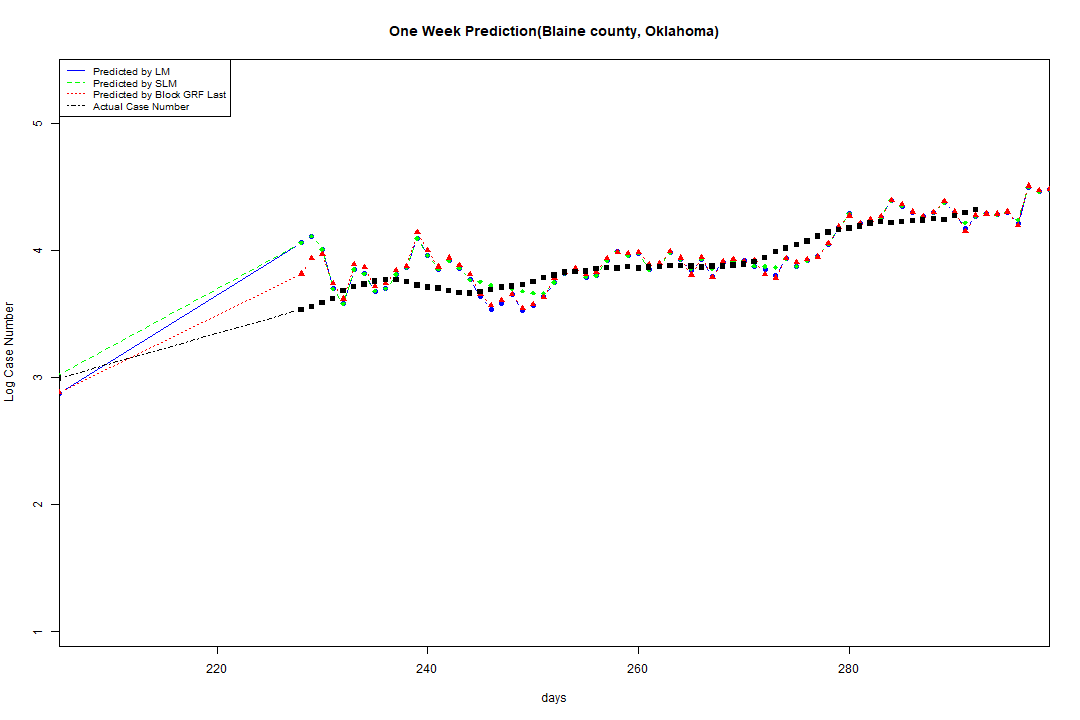 One Week Prediction(Blaine county, Oklahoma)
Predicted by LM
Predicted by SLM
Predicted by Block GRF Last
Actual Case Number
5
4
3
2
1
Log Case Number
220 240 260 280
days